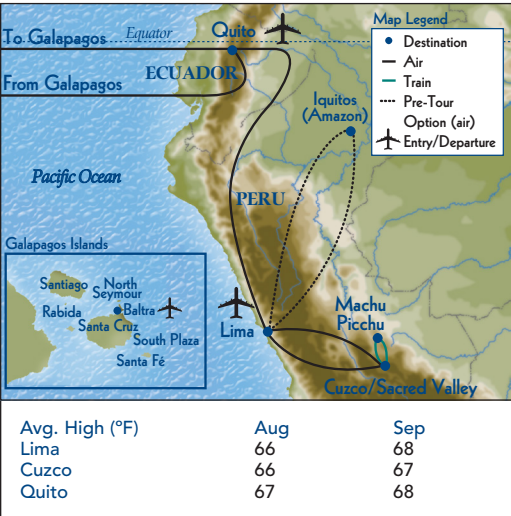 Map Legend
Destination
Air
Train
Pre-Tour
Option (air)
Entry/Departure
To Galapagos
Equator
Quito
ECUADOR
From Galapagos
Iquitos
(Amazon)
Pacific Ocean
PERU
Galapagos Islands
Santiago
North
Seymour
Rabida
Baltra
Santa Cruz
South Plaza
Santa Fé
Lima
Machu
Picchu
Cuzco/Sacred Valley
Avg. High (ºF) Aug Sep
Lima 66 68
Cuzco 66 67
Quito 67 68